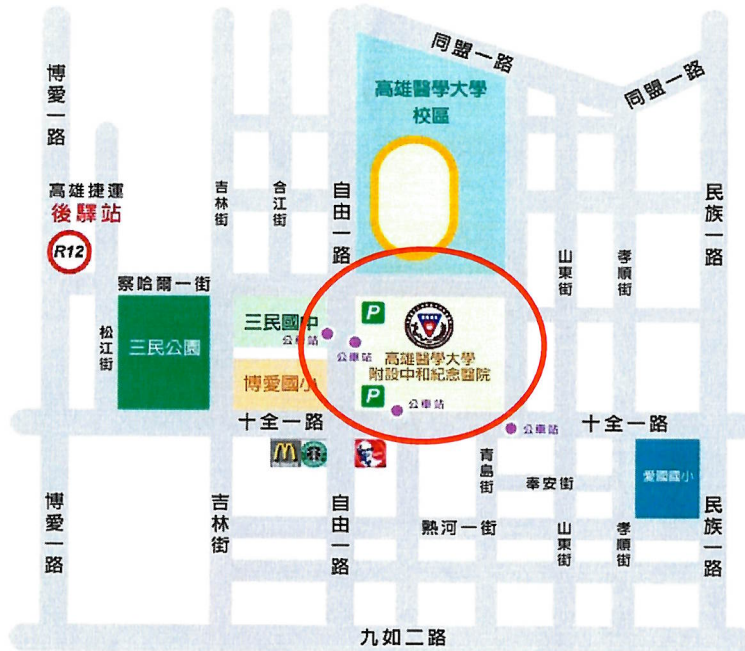 同盟一路
同盟一路
博愛一路
高雄醫學大學
校區
高雄捷運
後驛站
R12
吉林街
合江街
自由一路
山東街
孝順街
民族一路
察哈爾一街
松江街
三民公園
三民國中
公車站
公車站
P
高雄醫學大學
附設中和紀念醫院
博愛國小
P
公車站
十全一路
公車站
十全一路
博愛一路
吉林街
自由一路
青島街
奉安街
愛國國小
熱河一街
山東街
孝順街
民族一路
九如二路